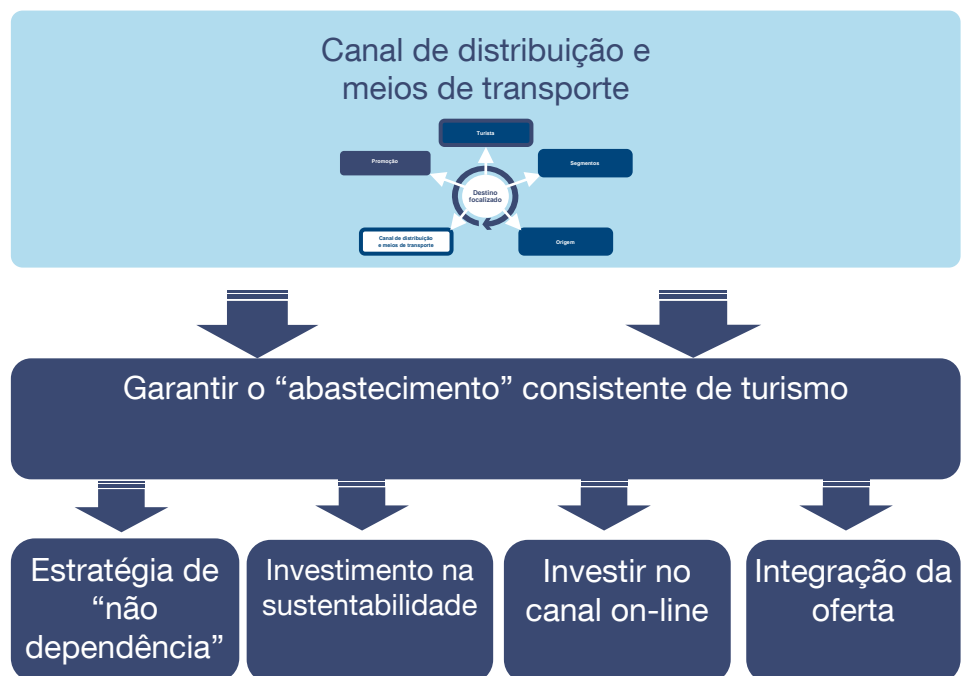 Canal de distribuição e
meios de transporte
Turista
Promoção
Segmentos
Destino
focalizado
Canal de distribuição
e meios de transporte
Origem
Garantir o “abastecimento” consistente de turismo
Estratégia de
“não
dependência”
Investimento na
sustentabilidade
Investir no
canal on-line
Integração da
oferta